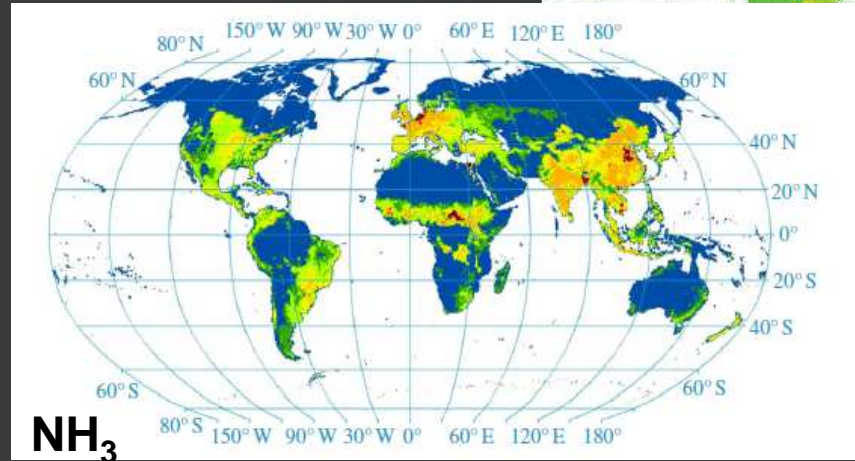 80° N 150° W 90° W 30° W 0° 60° E 120° E 180°
60° N 60° N
40° N
20° N
0°
20° S
40° S
60° S 60° S
80° S 150° W 90° W 30° W 0° 60° E 120° E 180°
NH₃